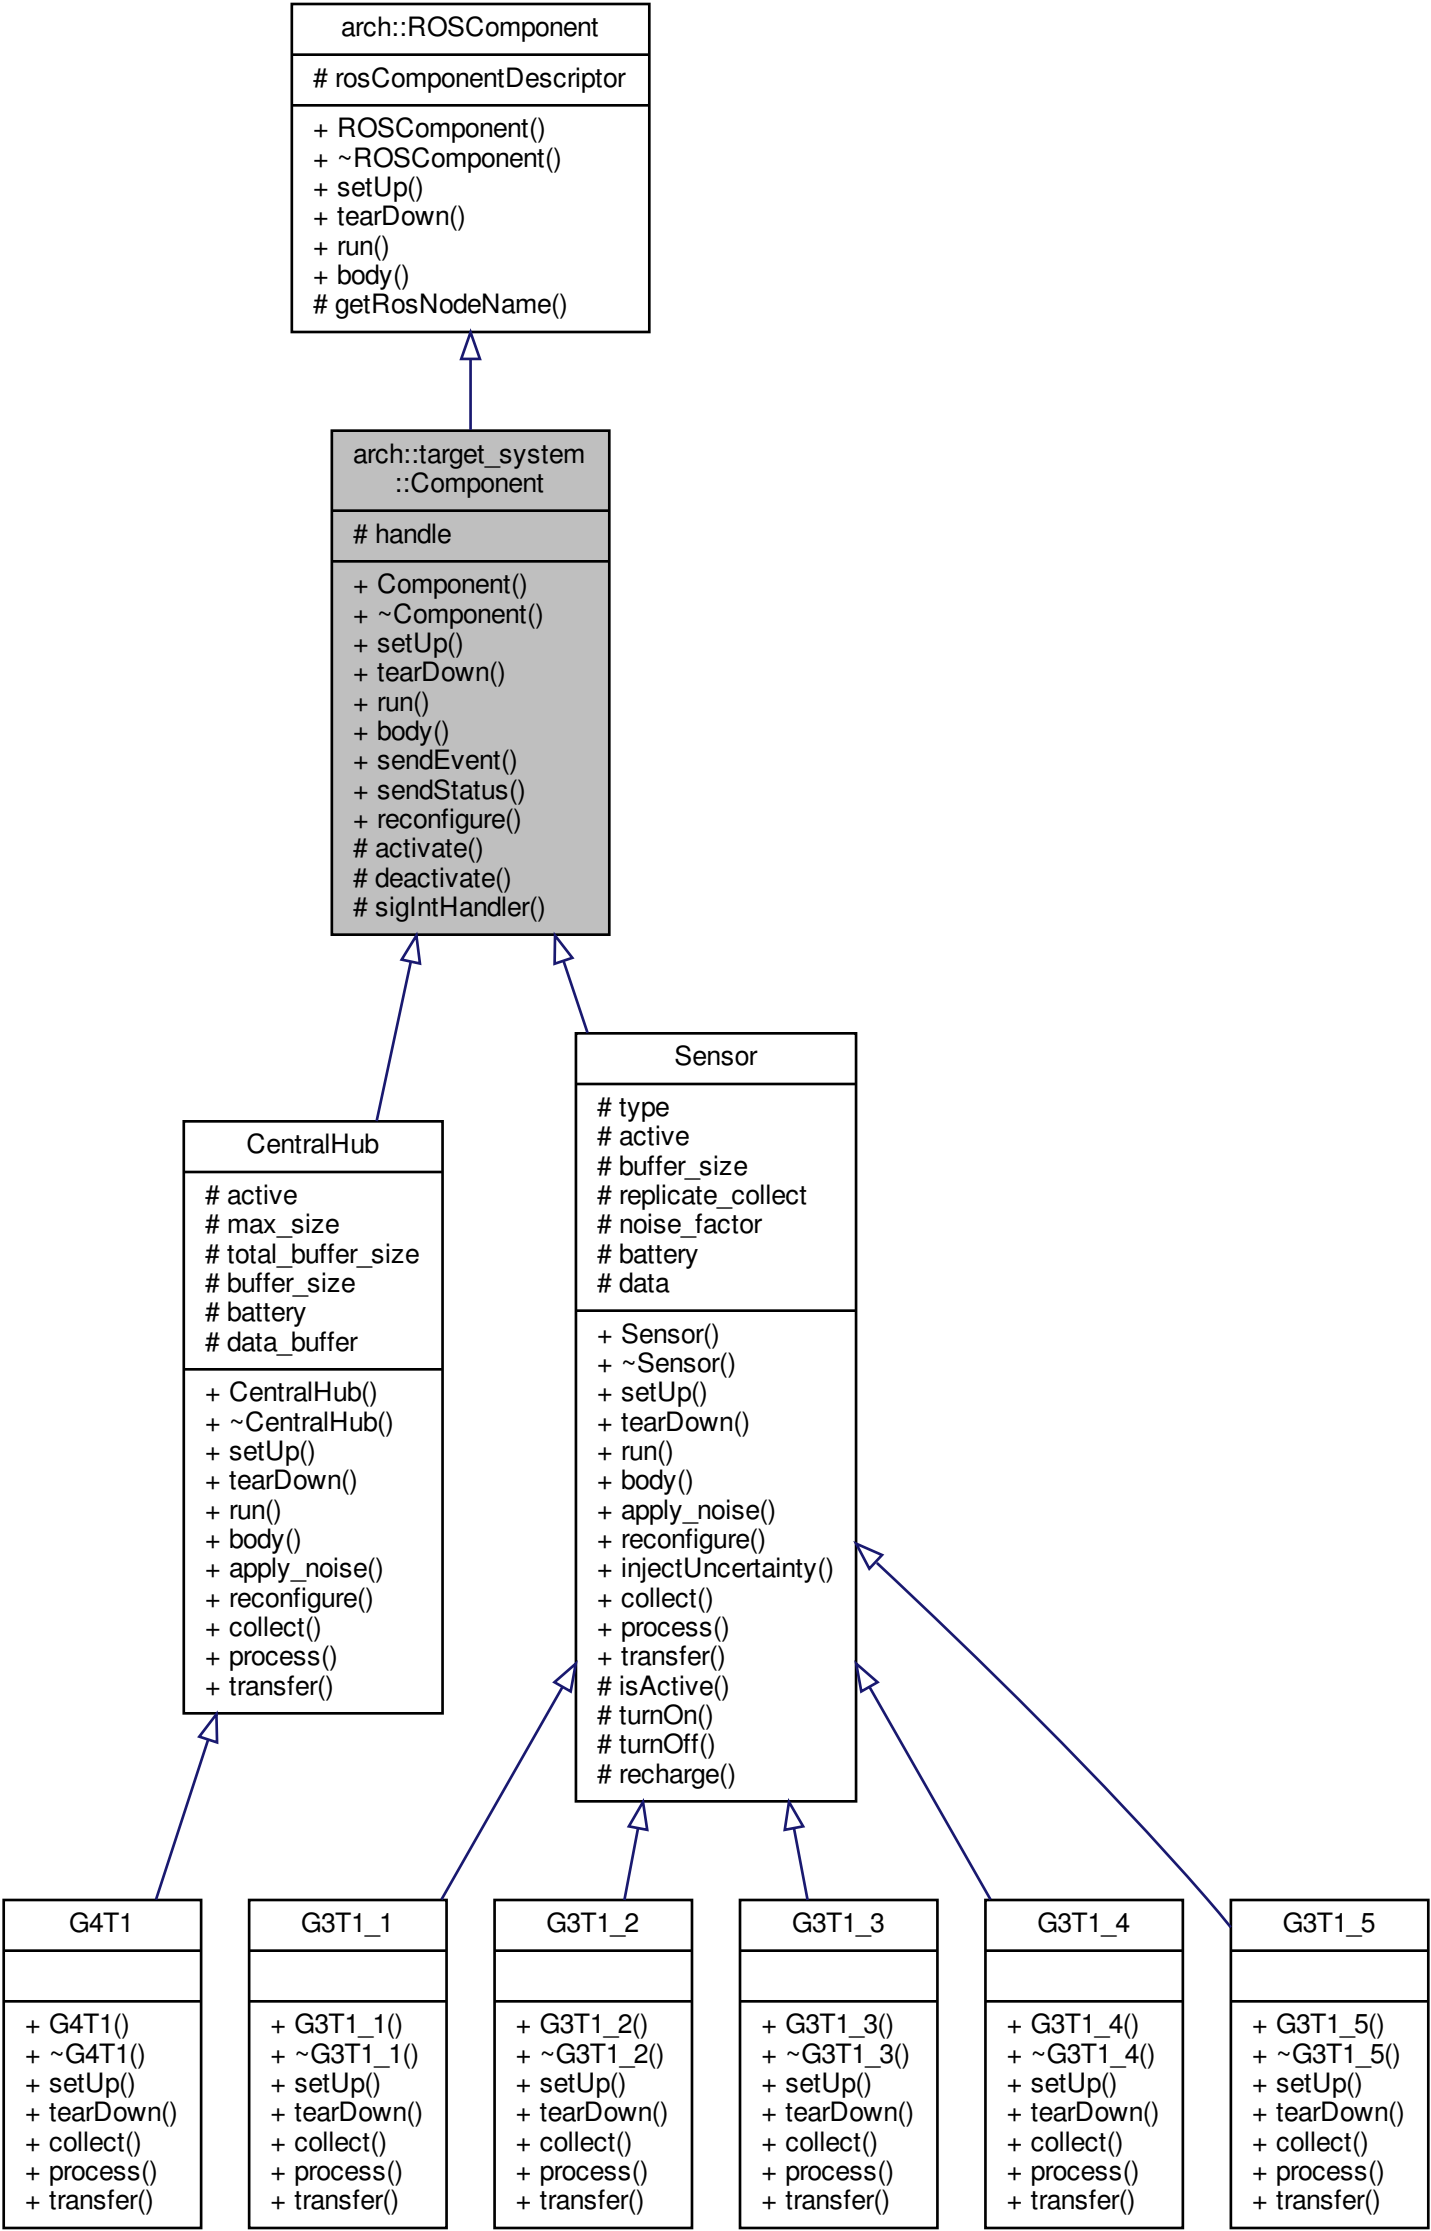 arch::ROSComponent
# rosComponentDescriptor
+ ROSComponent()
+ ~ROSComponent()
+ setUp()
+ tearDown()
+ run()
+ body()
# getRosNodeName()
arch::target_system
::Component
# handle
+ Component()
+ ~Component()
+ setUp()
+ tearDown()
+ run()
+ body()
+ sendEvent()
+ sendStatus()
+ reconfigure()
# activate()
# deactivate()
# sigIntHandler()
CentralHub
# active
# max_size
# total_buffer_size
# buffer_size
# battery
# data_buffer
+ CentralHub()
+ ~CentralHub()
+ setUp()
+ tearDown()
+ run()
+ body()
+ apply_noise()
+ reconfigure()
+ collect()
+ process()
+ transfer()
Sensor
# type
# active
# buffer_size
# replicate_collect
# noise_factor
# battery
# data
+ Sensor()
+ ~Sensor()
+ setUp()
+ tearDown()
+ run()
+ body()
+ apply_noise()
+ reconfigure()
+ injectUncertainty()
+ collect()
+ process()
+ transfer()
# isActive()
# turnOn()
# turnOff()
# recharge()
G4T1
+ G4T1()
+ ~G4T1()
+ setUp()
+ tearDown()
+ collect()
+ process()
+ transfer()
G3T1_1
+ G3T1_1()
+ ~G3T1_1()
+ setUp()
+ tearDown()
+ collect()
+ process()
+ transfer()
G3T1_2
+ G3T1_2()
+ ~G3T1_2()
+ setUp()
+ tearDown()
+ collect()
+ process()
+ transfer()
G3T1_3
+ G3T1_3()
+ ~G3T1_3()
+ setUp()
+ tearDown()
+ collect()
+ process()
+ transfer()
G3T1_4
+ G3T1_4()
+ ~G3T1_4()
+ setUp()
+ tearDown()
+ collect()
+ process()
+ transfer()
G3T1_5
+ G3T1_5()
+ ~G3T1_5()
+ setUp()
+ tearDown()
+ collect()
+ process()
+ transfer()